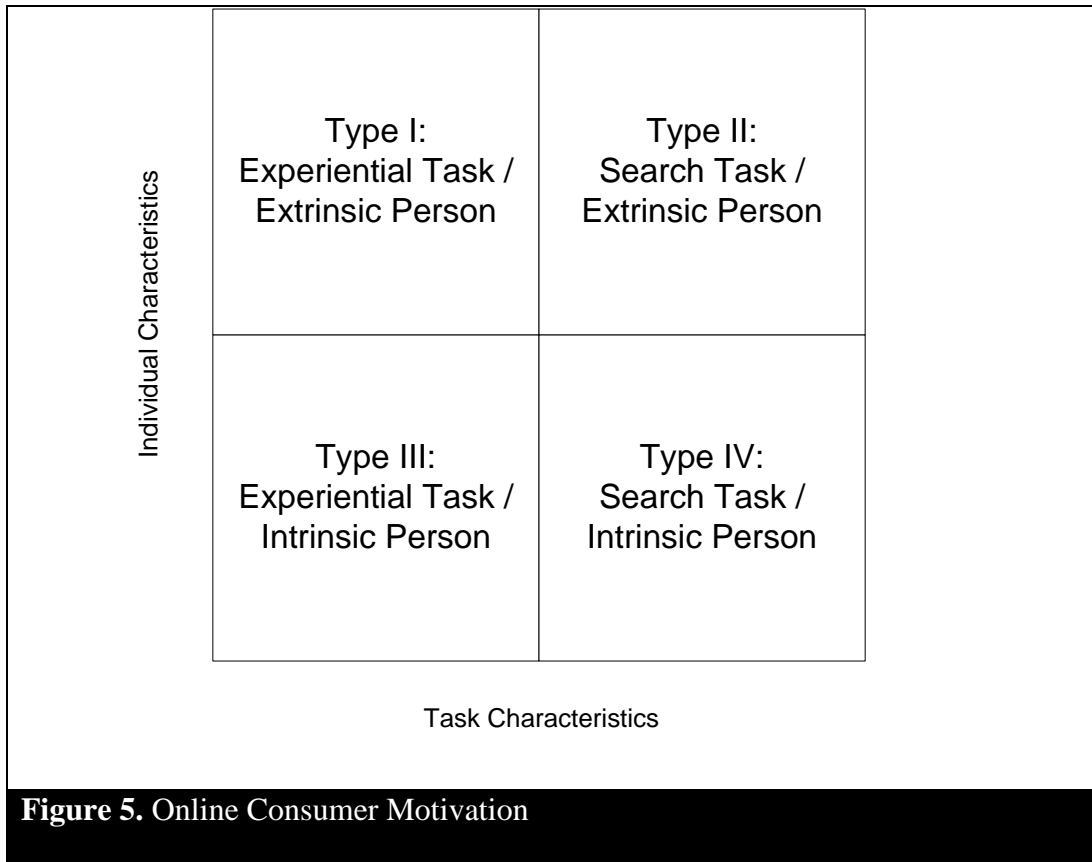 Type I:
Experiential Task /
Extrinsic Person
Type II:
Search Task /
Extrinsic Person
Individual Characteristics
Type III:
Experiential Task /
Intrinsic Person
Type IV:
Search Task /
Intrinsic Person
Task Characteristics
Figure 5. Online Consumer Motivation